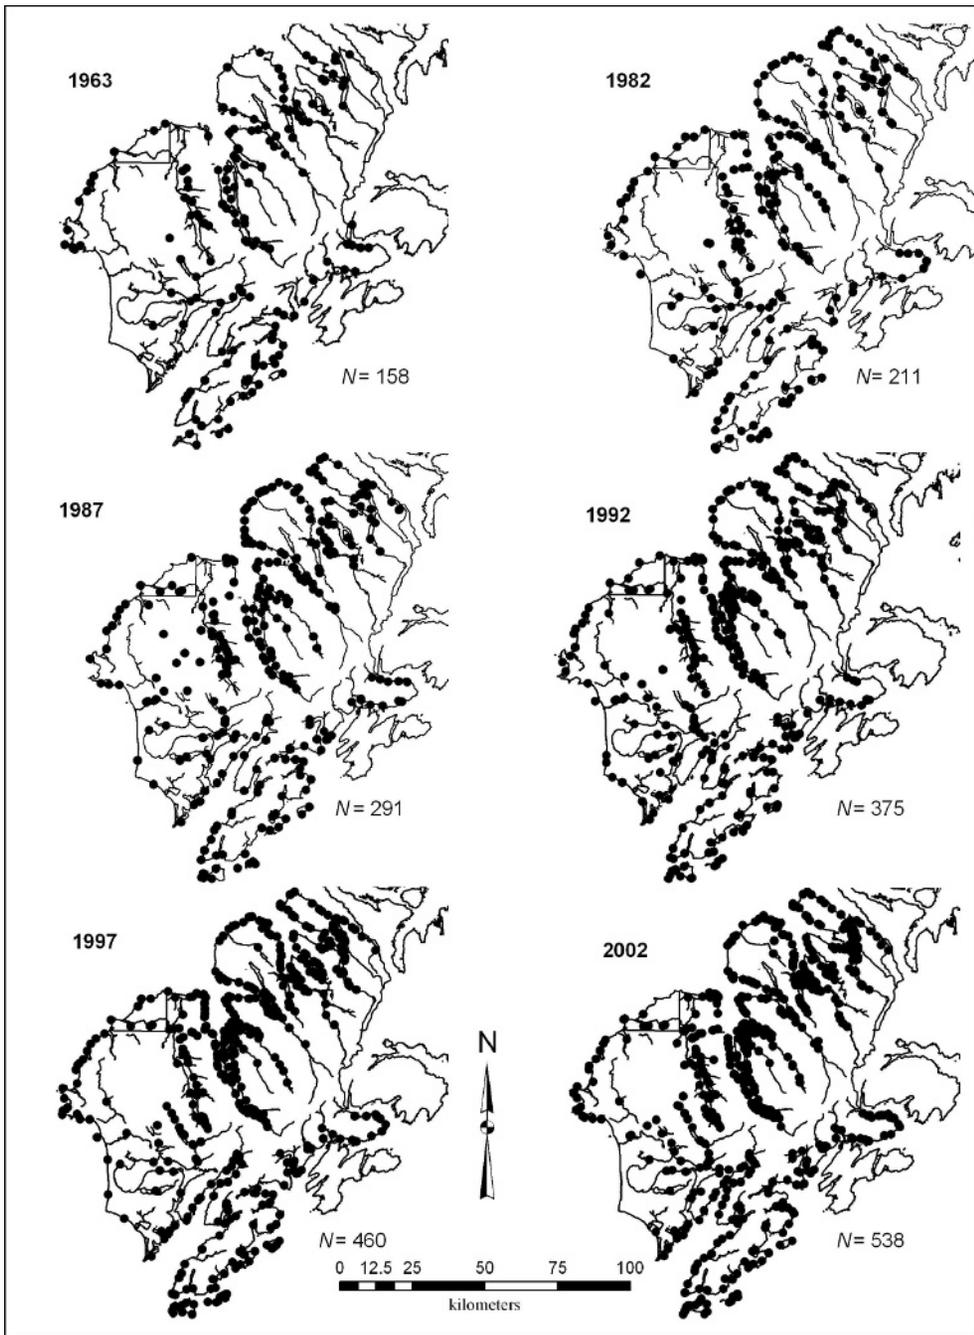 1963
1982
N= 158
N= 211
1987
1992
N= 291
N= 375
1997
2002
N
N= 460
N= 538
0 12.5 25 50 75 100
kilometers